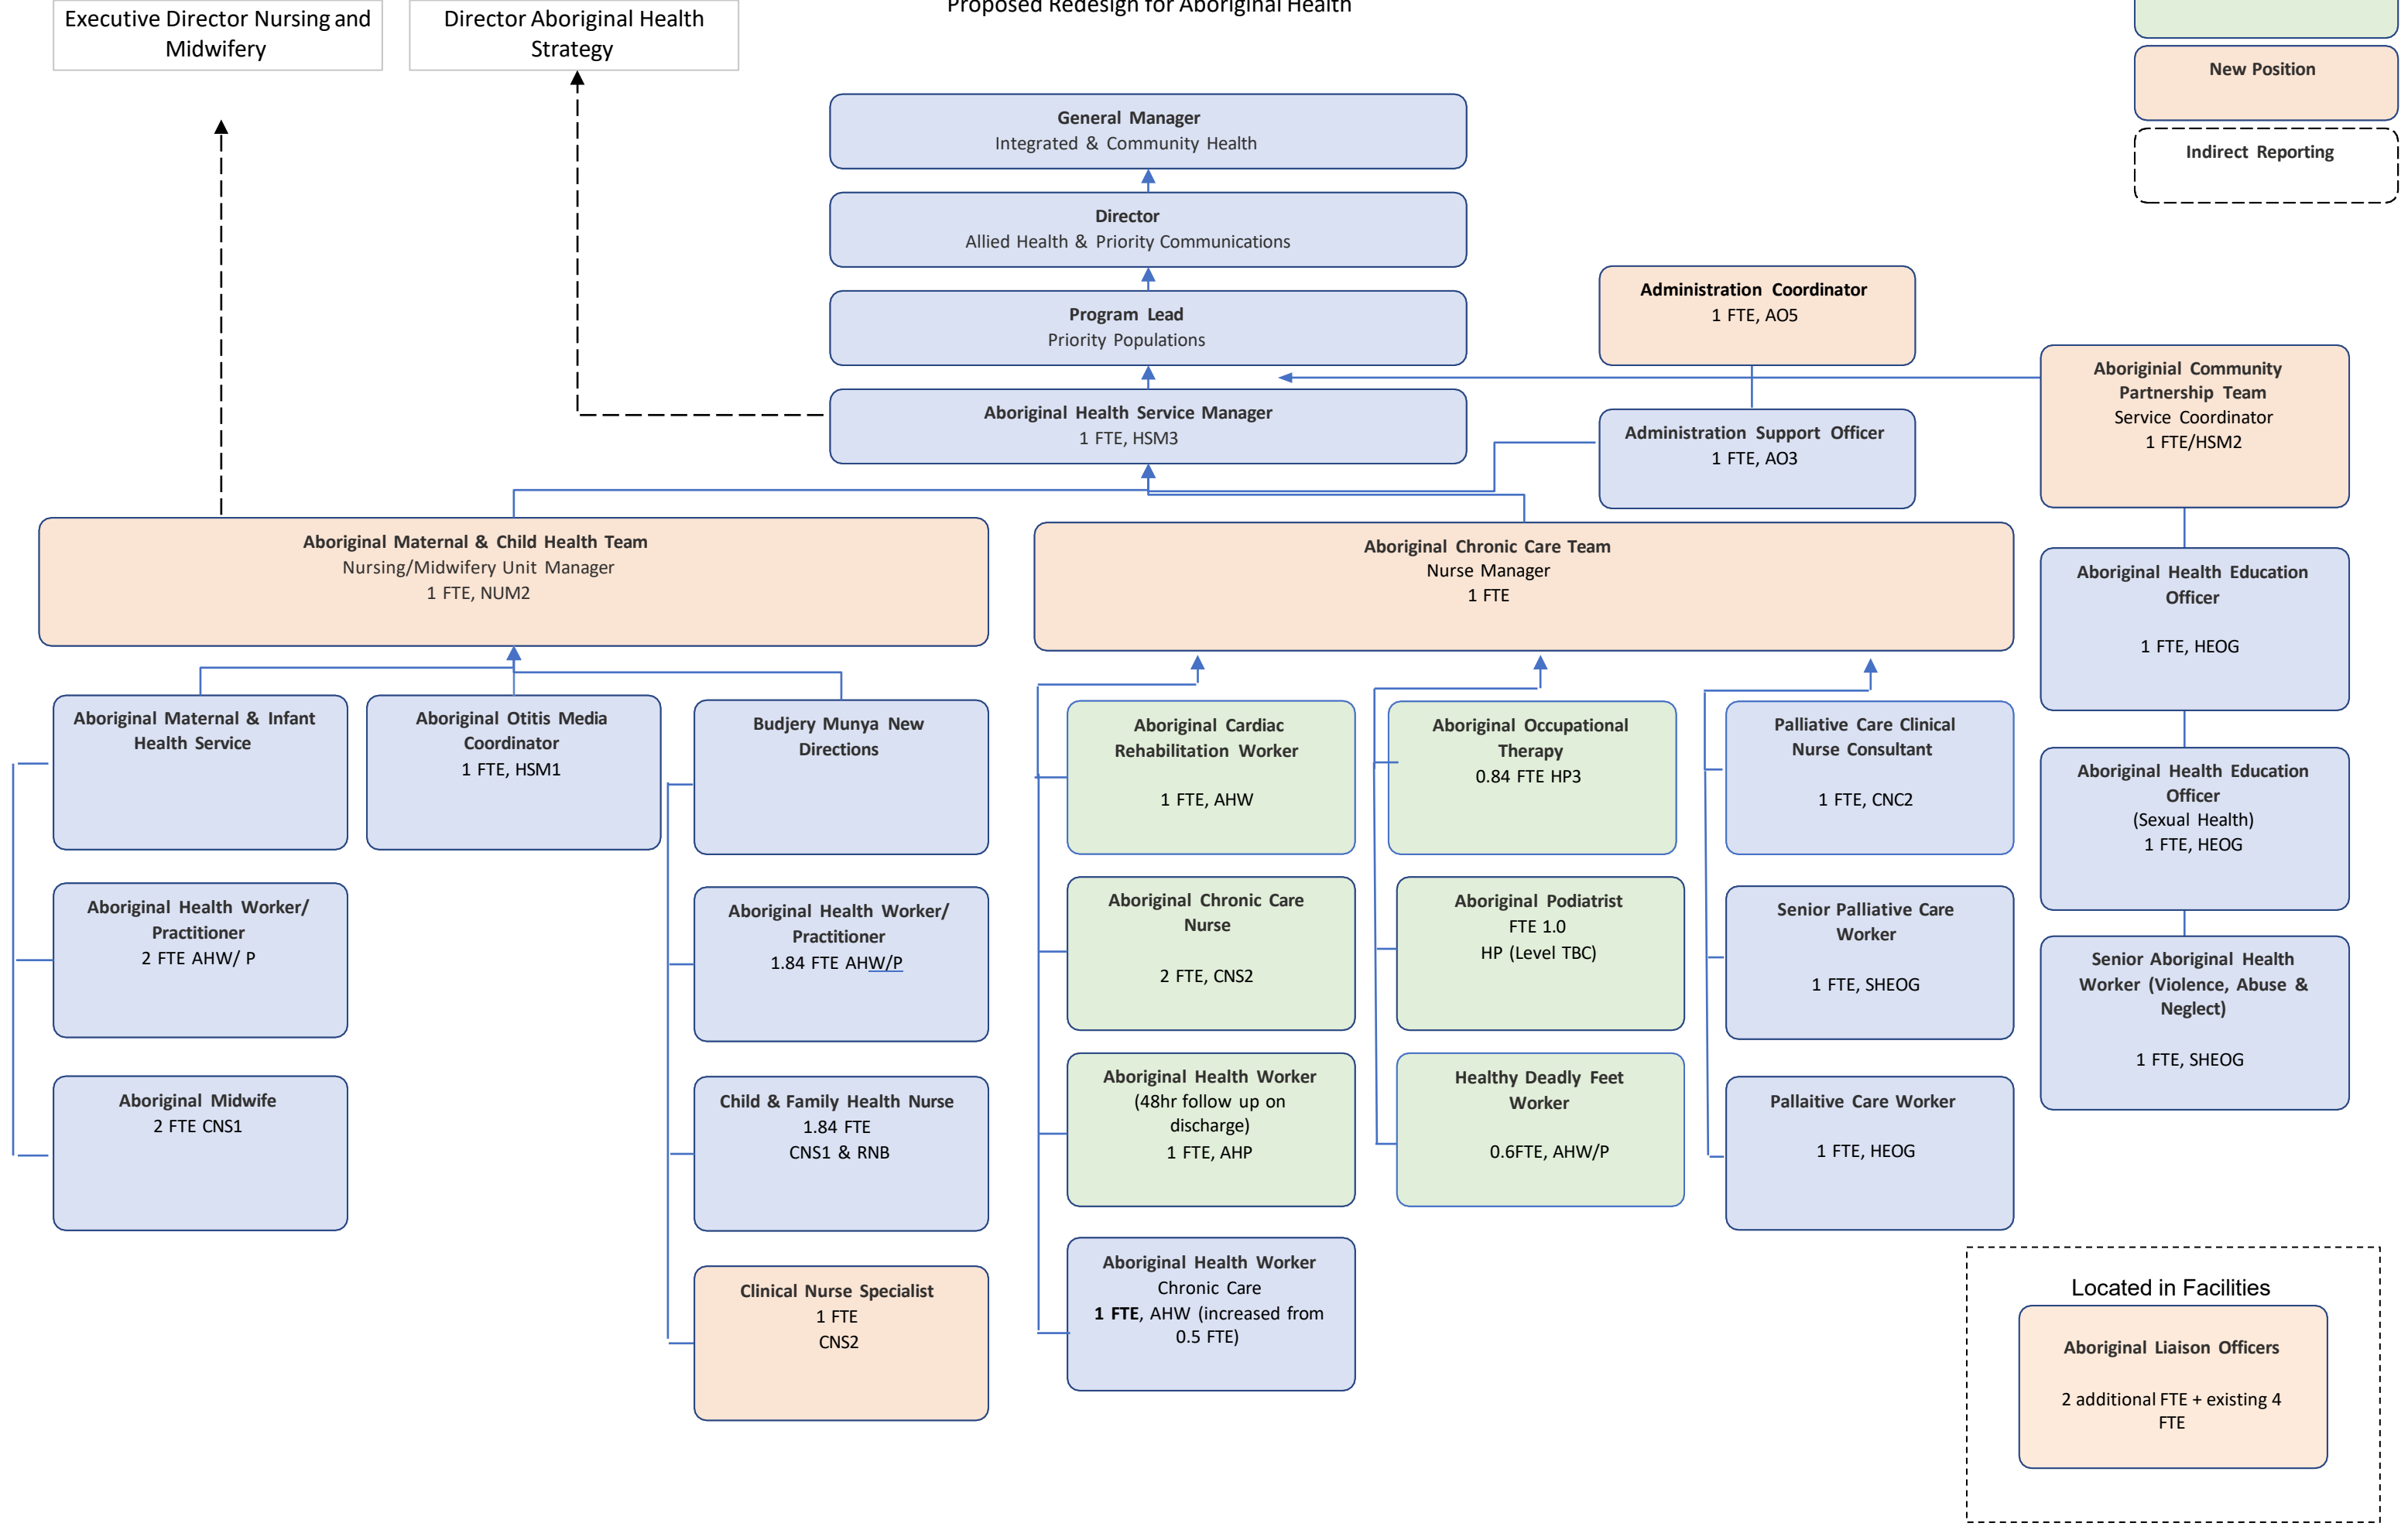 Proposed Redesign for Aboriginal Health
Executive Director Nursing and
Midwifery
Director Aboriginal Health
Strategy
New Position
Indirect Reporting
General Manager
Integrated & Community Health
Director
Allied Health & Priority Communications
Program Lead
Priority Populations
Aboriginal Health Service Manager
1 FTE, HSM3
Administration Coordinator
1 FTE, AO5
Administration Support Officer
1 FTE, AO3
Aboriginial Community
Partnership Team
Service Coordinator
1 FTE/HSM2
Aboriginal Maternal & Child Health Team
Nursing/Midwifery Unit Manager
1 FTE, NUM2
Aboriginal Chronic Care Team
Nurse Manager
1 FTE
Aboriginal Maternal & Infant
Health Service
Aboriginal Health Worker/
Practitioner
2 FTE AHW/ P
Aboriginal Midwife
2 FTE CNS1
Aboriginal Otitis Media
Coordinator
1 FTE, HSM1
Budjery Munya New
Directions
Aboriginal Health Worker/
Practitioner
1.84 FTE AHW/P
Child & Family Health Nurse
1.84 FTE
CNS1 & RNB
Clinical Nurse Specialist
1 FTE
CNS2
Aboriginal Cardiac
Rehabilitation Worker
1 FTE, AHW
Aboriginal Chronic Care
Nurse
2 FTE, CNS2
Aboriginal Health Worker
(48hr follow up on
discharge)
1 FTE, AHP
Aboriginal Health Worker
Chronic Care
1 FTE, AHW (increased from
0.5 FTE)
Aboriginal Occupational
Therapy
0.84 FTE HP3
Aboriginal Podiatrist
FTE 1.0
HP (Level TBC)
Healthy Deadly Feet
Worker
0.6FTE, AHW/P
Palliative Care Clinical
Nurse Consultant
1 FTE, CNC2
Senior Palliative Care
Worker
1 FTE, SHEOG
Pallaitive Care Worker
1 FTE, HEOG
Aboriginal Health Education
Officer
1 FTE, HEOG
Aboriginal Health Education
Officer
(Sexual Health)
1 FTE, HEOG
Senior Aboriginal Health
Worker (Violence, Abuse &
Neglect)
1 FTE, SHEOG
Located in Facilities
Aboriginal Liaison Officers
2 additional FTE + existing 4
FTE